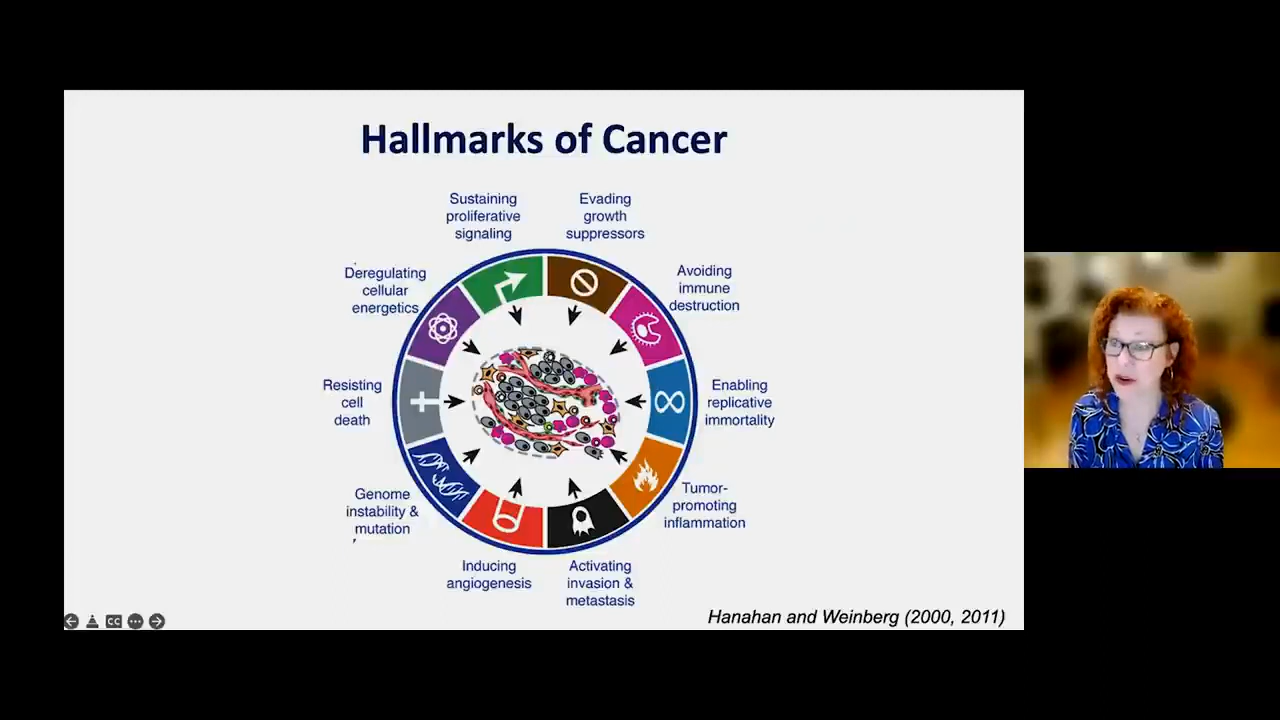 Hallmarks of Cancer
Sustaining
proliferative
signaling
Evading
growth
suppressors
Deregulating
cellular
energetics
Avoiding
immune
destruction
Resisting
cell
death
Enabling
replicative
immortality
Genome
instability &
mutation
Tumor-
promoting
inflammation
Inducing
angiogenesis
Activating
invasion &
metastasis
Hanahan and Weinberg (2000, 2011)
CC